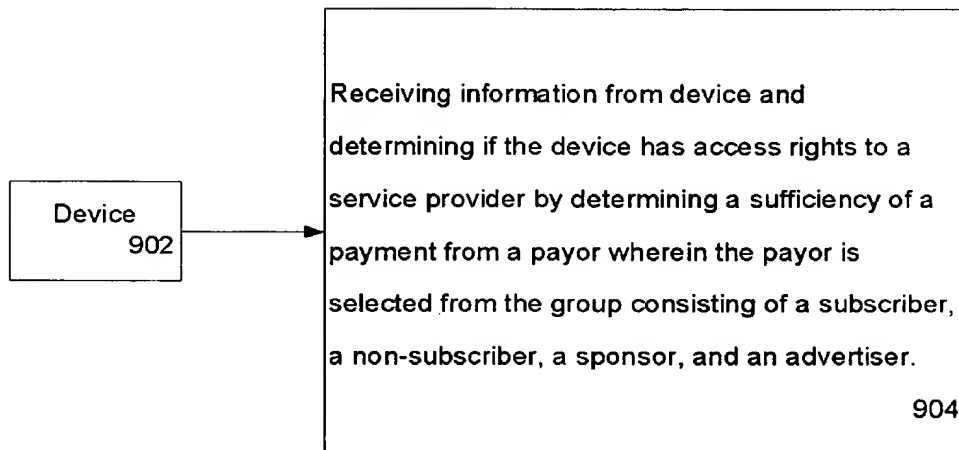 Device
902
Receiving information from device and
determining if the device has access rights to a
service provider by determining a sufficiency of a
payment from a payor wherein the payor is
selected from the group consisting of a subscriber,
a non-subscriber, a sponsor, and an advertiser.
904